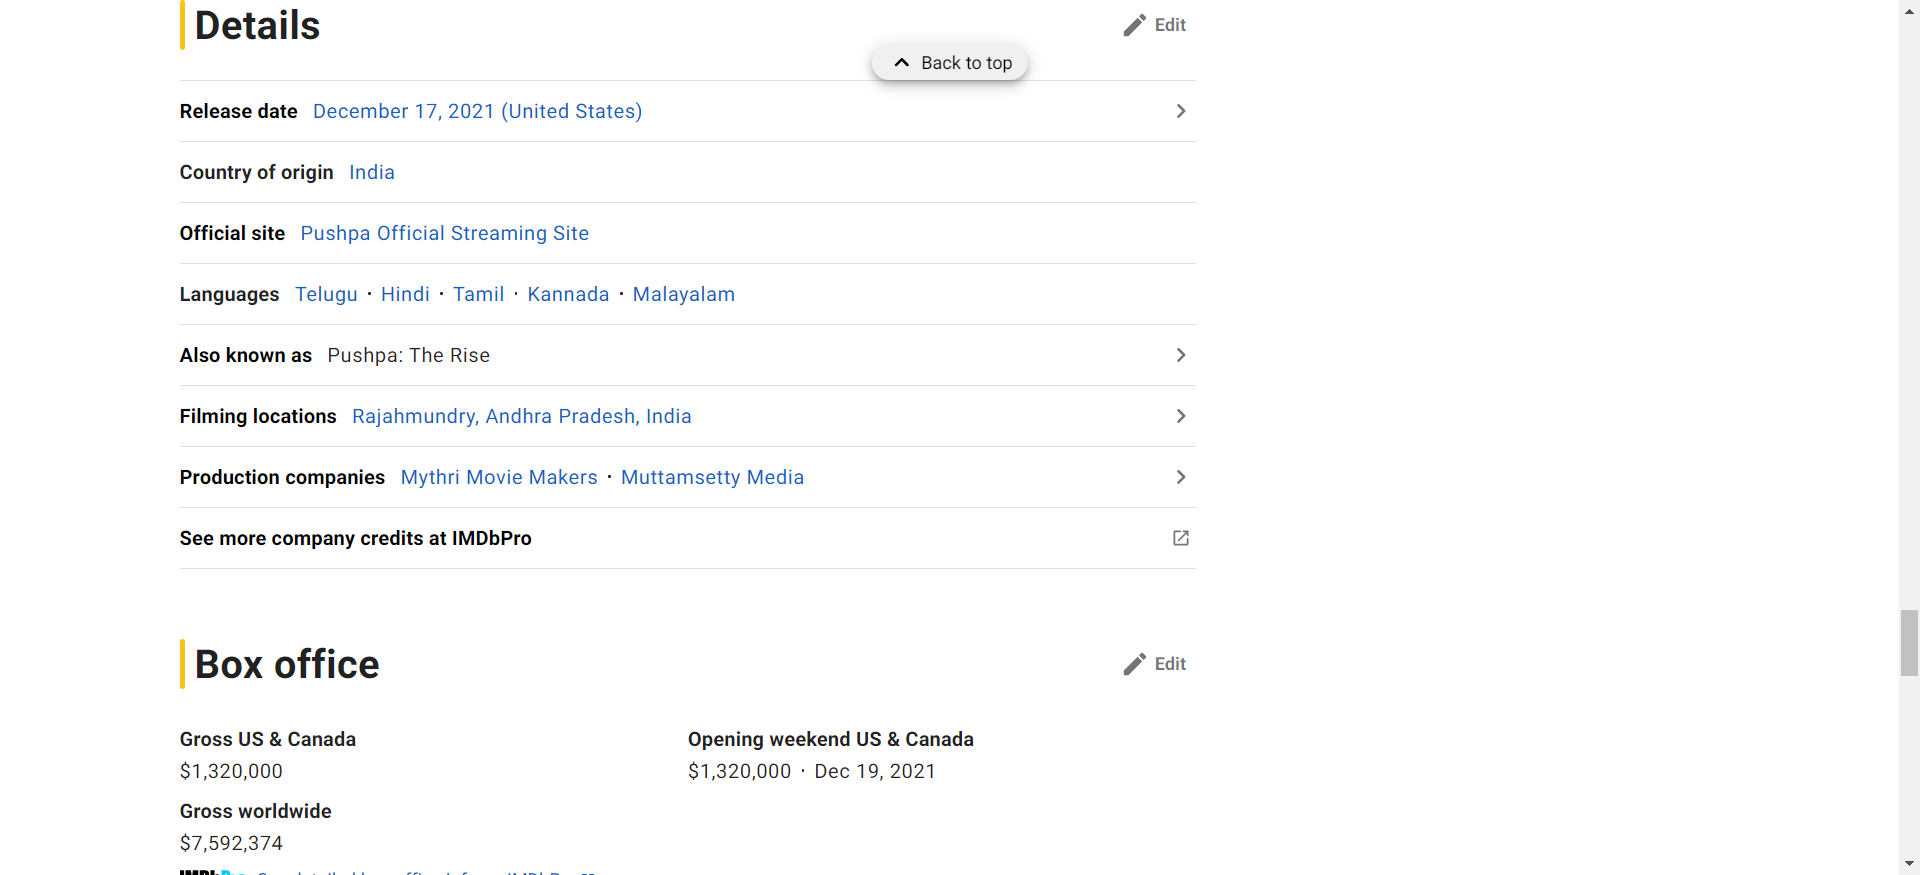 Details
Edit
Back to top
Release date December 17, 2021 (United States)
Country of origin India
Official site Pushpa Official Streaming Site
Languages Telugu · Hindi · Tamil · Kannada · Malayalam
Also known as Pushpa: The Rise
Filming locations Rajahmundry, Andhra Pradesh, India
Production companies Mythri Movie Makers · Muttamsetty Media
See more company credits at IMDbPro
Box office
Edit
Gross US & Canada
$1,320,000
Opening weekend US & Canada
$1,320,000 · Dec 19, 2021
Gross worldwide
$7,592,374